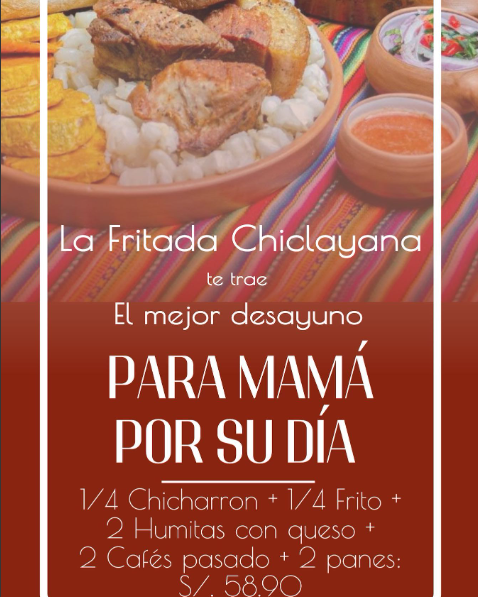 La Fritada Chiclayana
te trae
El mejor desayuno
PARA MAMÁ
POR SU DÍA
1/4 Chicharron + 1/4 Frito +
2 Humitas con queso +
2 Cafés pasado + 2 panes:
S/. 58.90